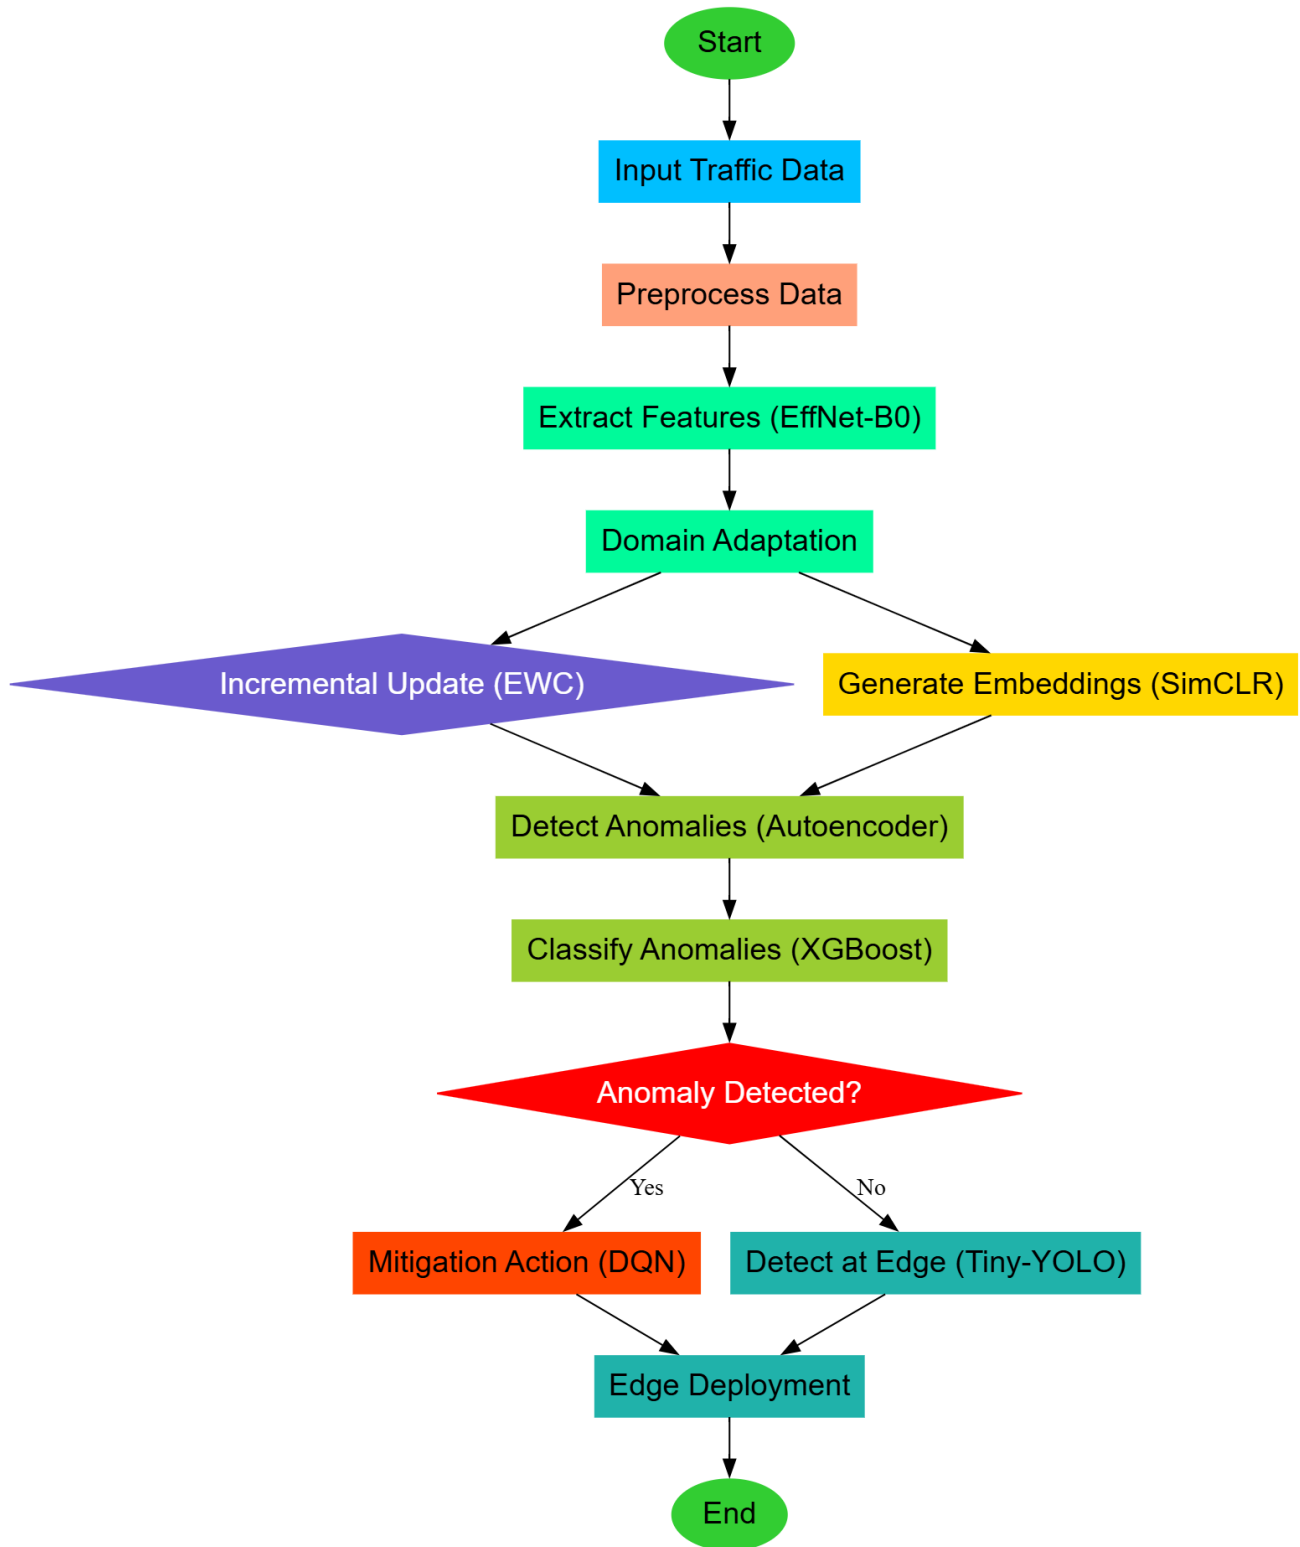 Start
Input Traffic Data
Preprocess Data
Extract Features (EffNet-B0)
Domain Adaptation
Incremental Update (EWC)
Generate Embeddings (SimCLR)
Detect Anomalies (Autoencoder)
Classify Anomalies (XGBoost)
Anomaly Detected?
Yes
No
Mitigation Action (DQN)
Detect at Edge (Tiny-YOLO)
Edge Deployment
End